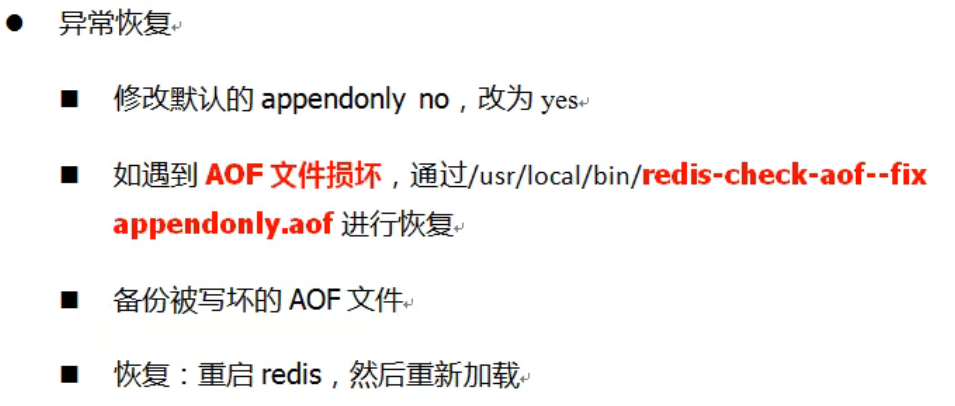 ● 异常恢复
■ 修改默认的 appendonly no，改为 yes
■ 如遇到 AOF 文件损坏，通过/usr/local/bin/redis-check-aof--fix
appendonly.aof 进行恢复
■ 备份被写坏的 AOF 文件
■ 恢复：重启 redis，然后重新加载